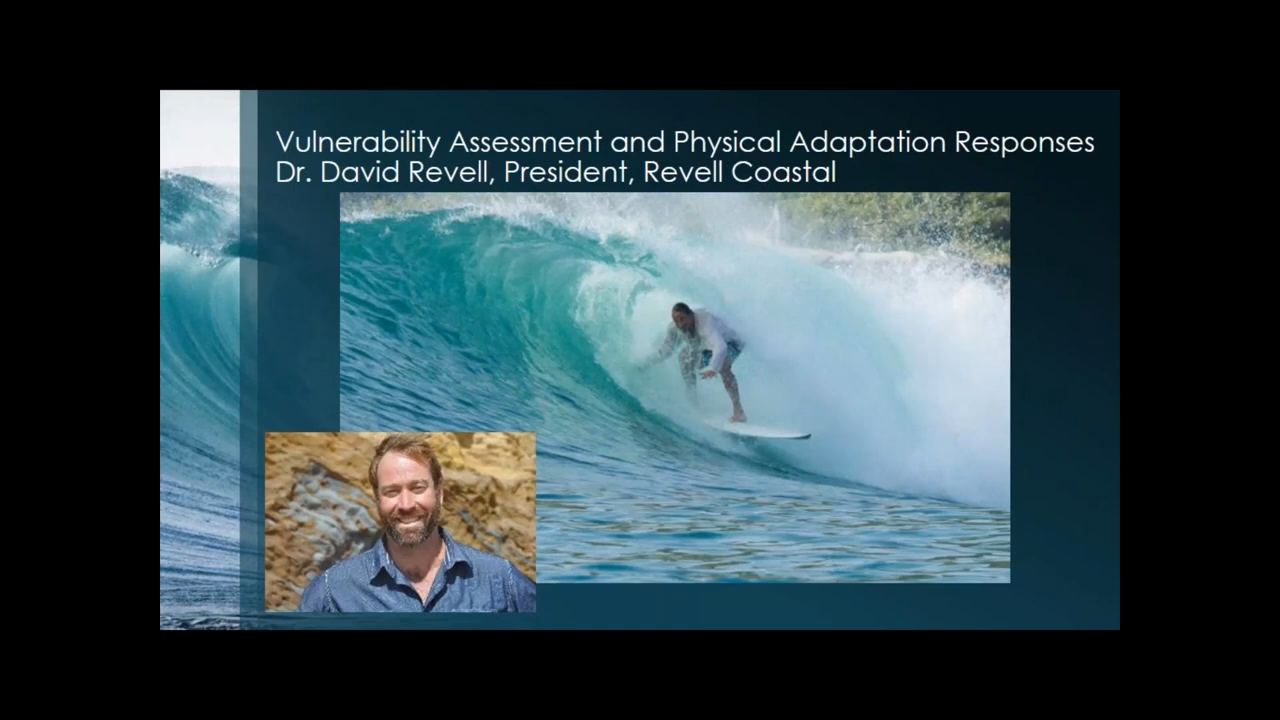 Vulnerability Assessment and Physical Adaptation Responses
Dr. David Revell, President, Revell Coastal